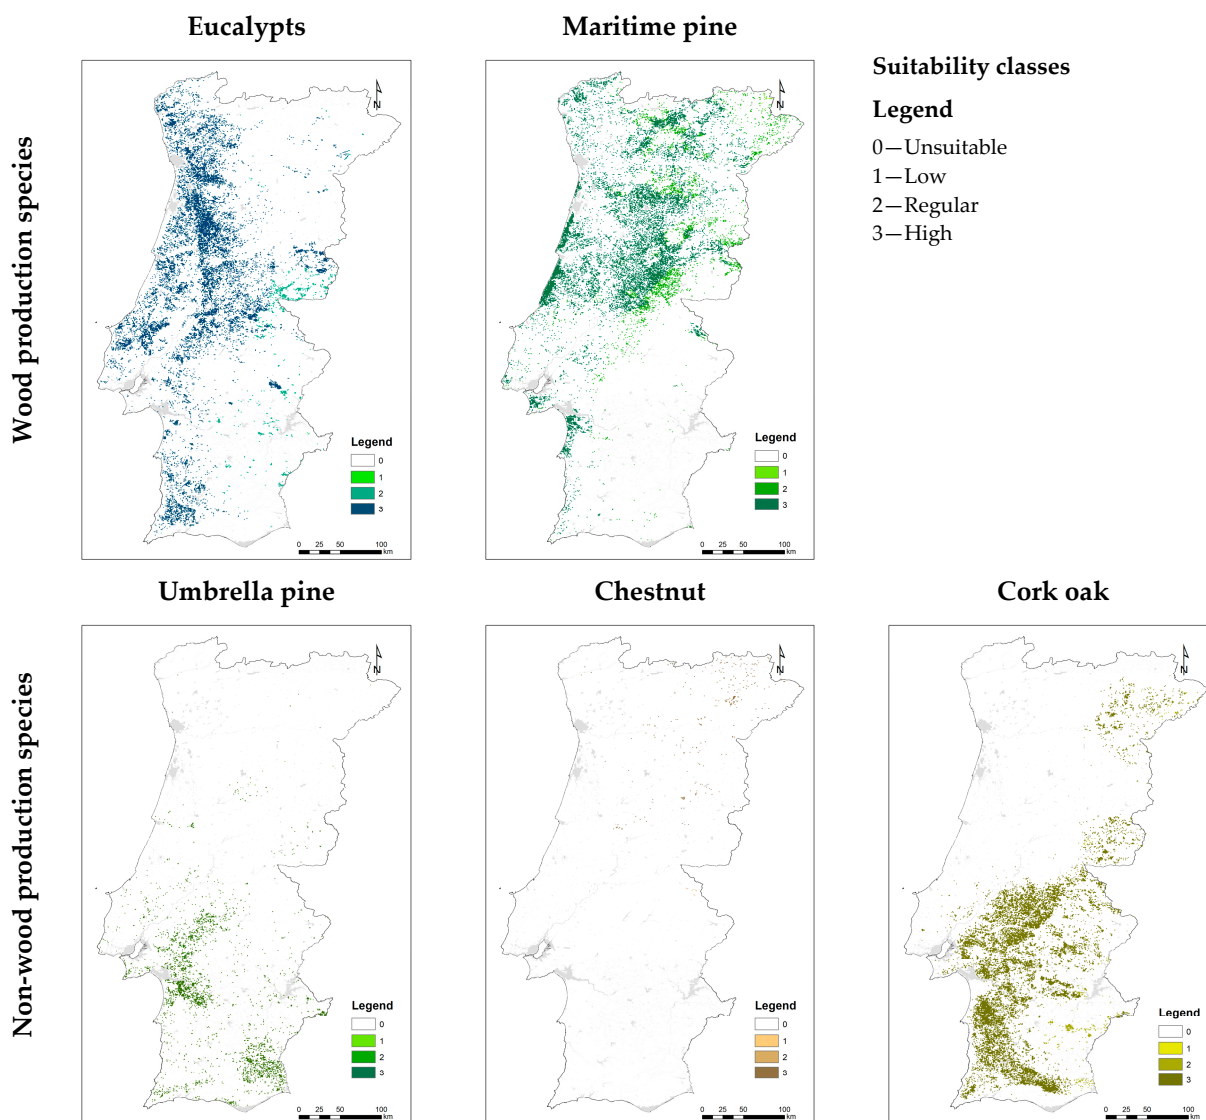 Eucalypts
Maritime pine
Suitability classes
Legend
0—Unsuitable
1—Low
2—Regular
3—High
Wood production species
N
Legend
0
1
2
3
0 25 50 100
km
N
Legend
0
1
2
3
0 25 50 100
km
Umbrella pine
Chestnut
Cork oak
Non-wood production species
N
Legend
0
1
2
3
0 25 50 100
km
N
Legend
0
1
2
3
0 25 50 100
km
N
Legend
0
1
2
3
0 25 50 100
km